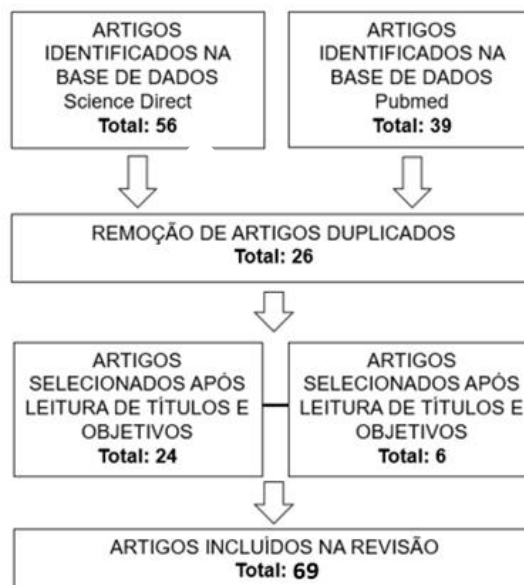 ARTIGOS
IDENTIFICADOS NA
BASE DE DADOS
Science Direct
Total: 56
ARTIGOS
IDENTIFICADOS NA
BASE DE DADOS
Pubmed
Total: 39
REMOÇÃO DE ARTIGOS DUPLICADOS
Total: 26
ARTIGOS
SELECIONADOS APÓS
LEITURA DE TÍTULOS E
OBJETIVOS
Total: 24
ARTIGOS
SELECIONADOS APÓS
LEITURA DE TÍTULOS E
OBJETIVOS
Total: 6
ARTIGOS INCLUÍDOS NA REVISÃO
Total: 69